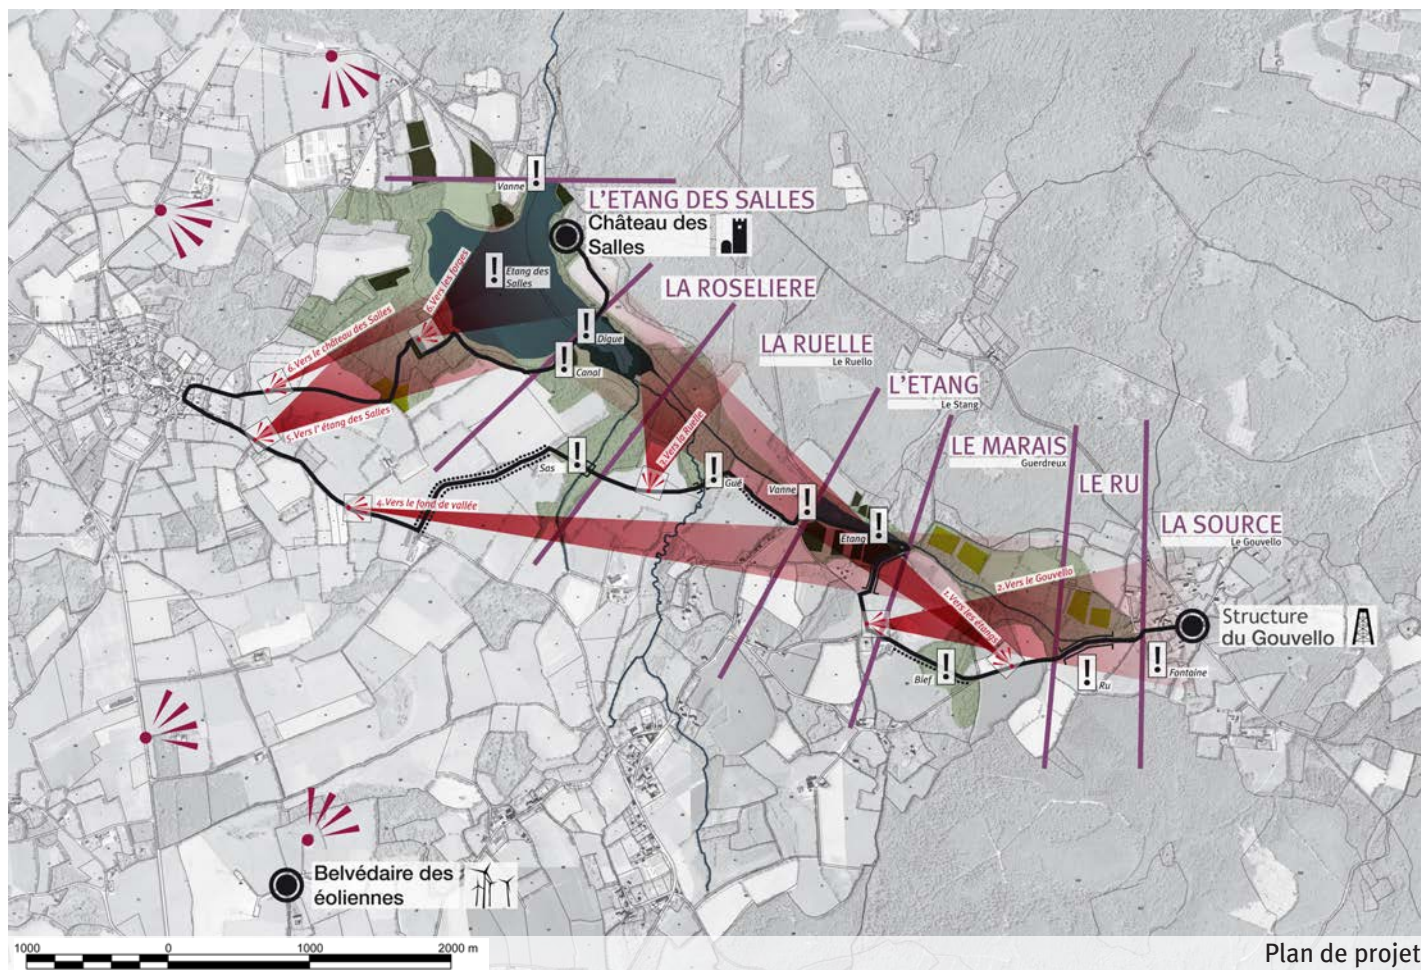 Vanne
L'ETANG DES SALLES
Château des
Salles
Etang des
Salles
6.Vers les forges
LA ROSELIERE
6.Vers le château des Salles
Digue
Canal
LA RUELLE
Le Ruello
L'ETANG
Le Stang
5.Vers l' étang des Salles
LE MARAIS
Guerdreux
3.Vers la Ruelle
Sas
Gué
LE RU
Vanne
4.Vers le fond de vallée
LA SOURCE
Le Gouvello
Etang
2.Vers le Gouvello
1.Vers les étangs
Structure
du Gouvello
Bief
Ru
Fontaine
Belvédaire des
éoliennes
1000 0 1000 2000 m
Plan de projet